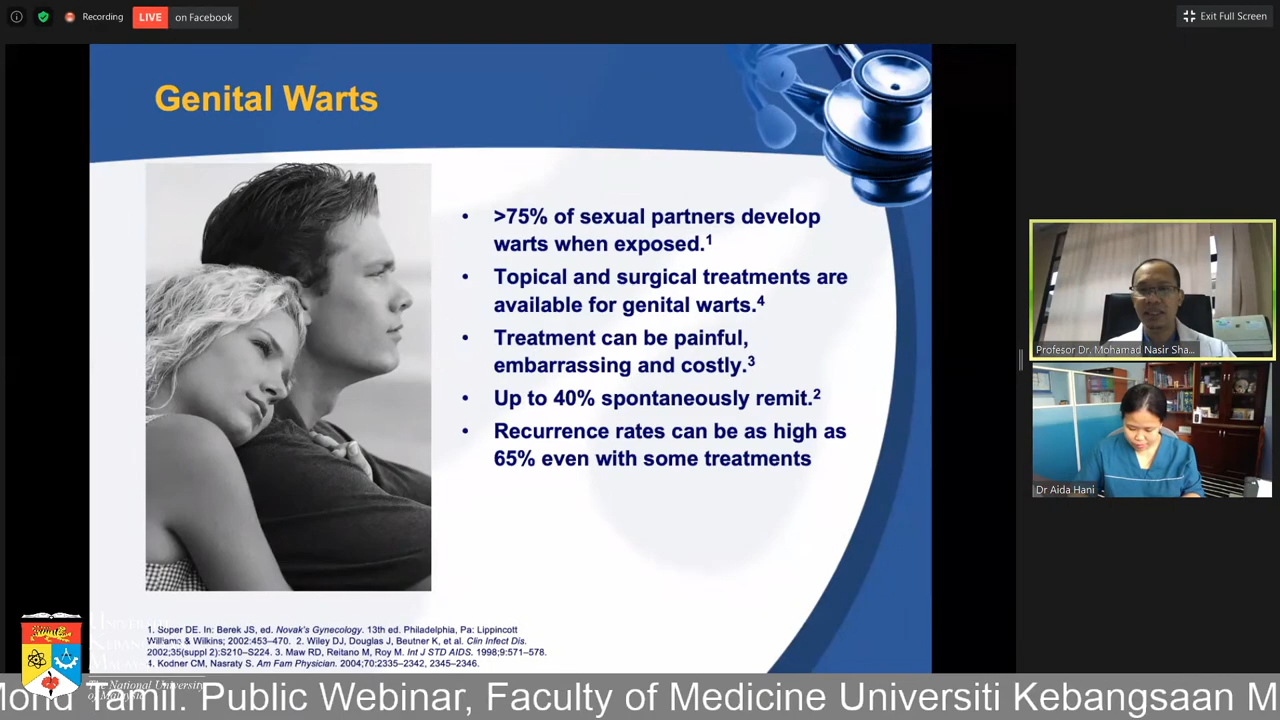 Recording
LIVE
on Facebook
Exit Full Screen
Genital Warts
• >75% of sexual partners develop
warts when exposed.1
• Topical and surgical treatments are
available for genital warts.4
• Treatment can be painful,
embarrassing and costly.3
• Up to 40% spontaneously remit.2
• Recurrence rates can be as high as
65% even with some treatments
Profesor Dr. Mohamad Nasir Sha...
Dr Aida Hani
1. Soper DE. In: Berek JS, ed. Novak's Gynecology. 13th ed. Philadelphia, Pa: Lippincott
Williams & Wilkins; 2002:453–470. 2. Wiley DJ, Douglas J, Beutner K, et al. Clin Infect Dis.
2002;35(suppl 2):S210–S224. 3. Maw RD, Reitano M, Roy M. Int J STD AIDS. 1998;9:571–578.
4. Kodner CM, Nasraty S. Am Fam Physician. 2004;70:2335–2342, 2345–2346.
The National University
of Malaysia
Tamil. Public Webinar, Faculty of Medicine Universiti Kebangsaan M